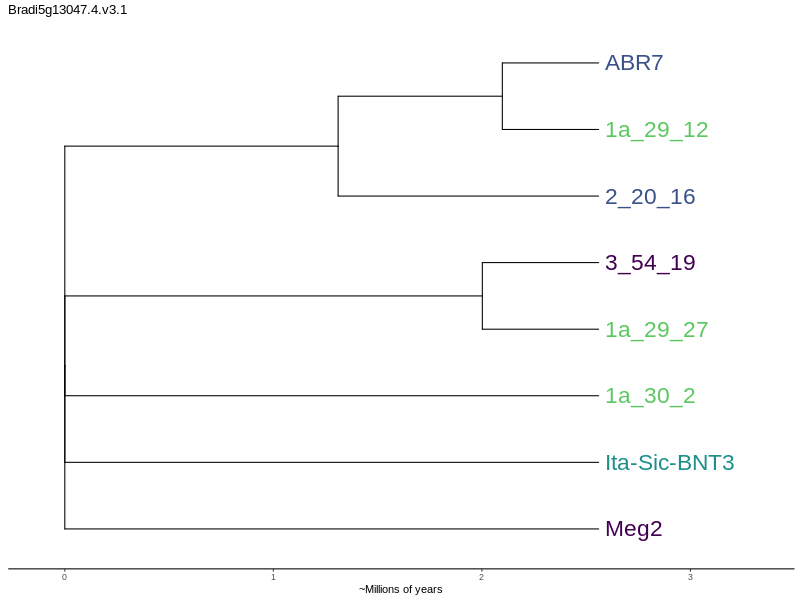 Bradi5g13047.4.v3.1
ABR7
1a_29_12
2_20_16
3_54_19
1a_29_27
1a_30_2
Ita-Sic-BNT3
Meg2
0 1 2 3
~Millions of years